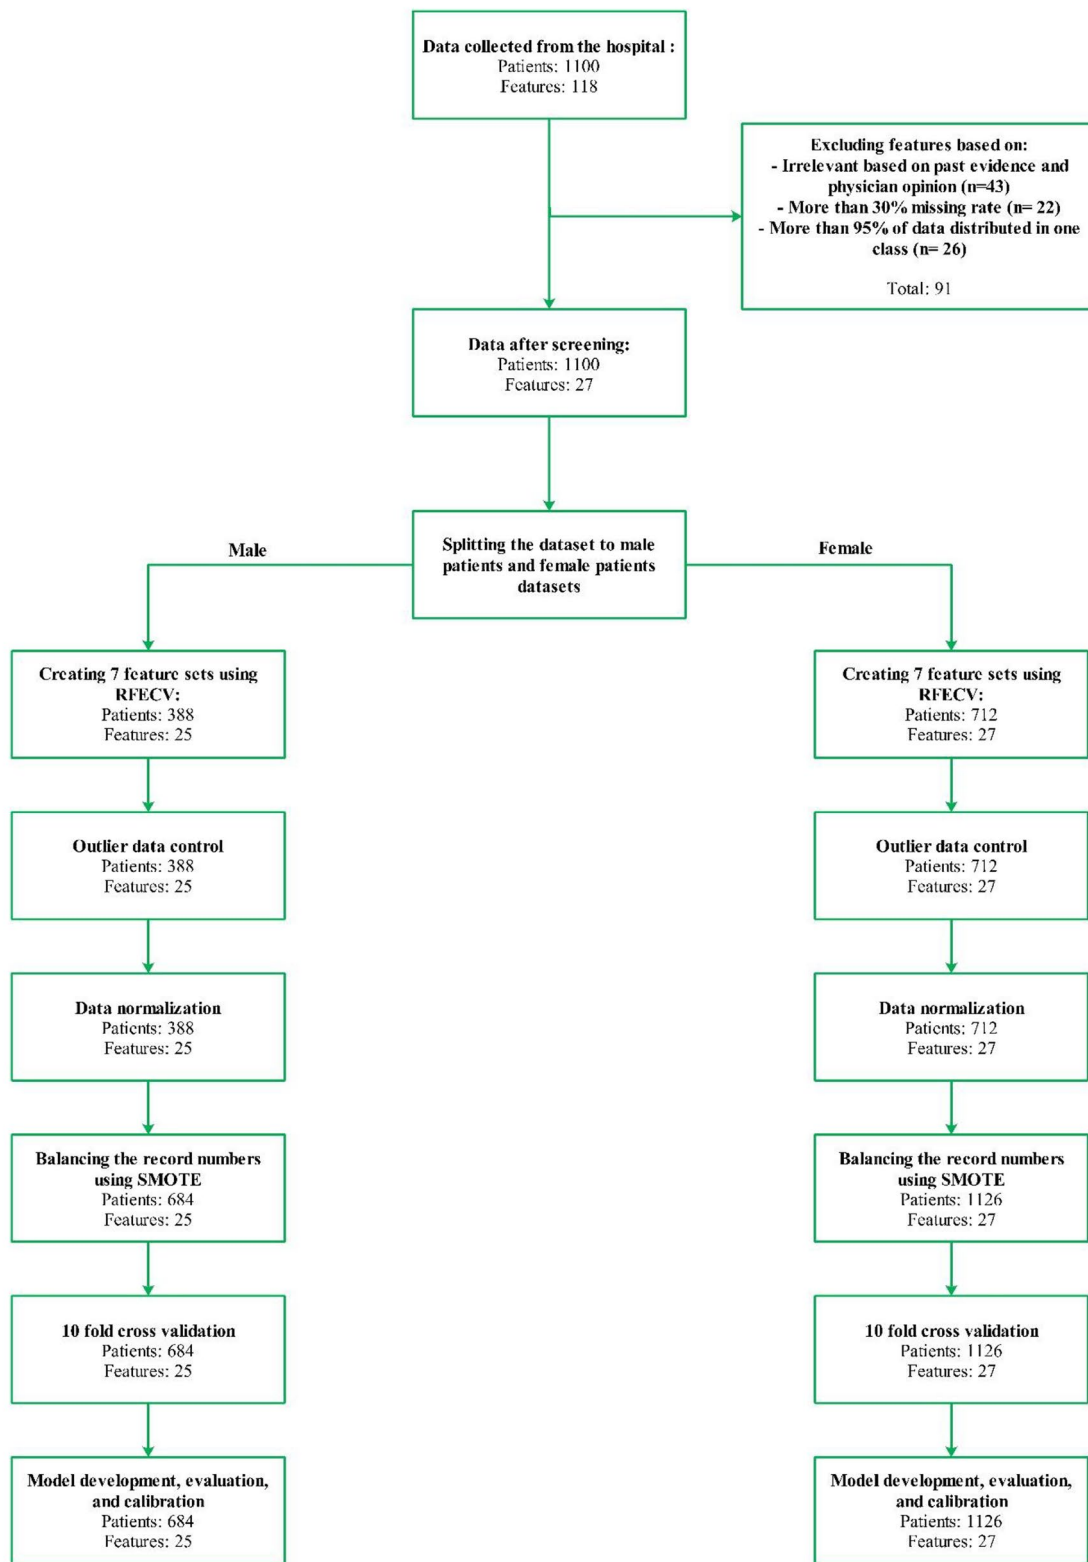 Data collected from the hospital :
Patients: 1100
Features: 118
Excluding features based on:
- Irrelevant based on past evidence and
physician opinion (n=43)
- More than 30% missing rate (n= 22)
- More than 95% of data distributed in one
class (n= 26)
Total: 91
Data after screening:
Patients: 1100
Features: 27
Splitting the dataset to male
patients and female patients
datasets
Male
Female
Creating 7 feature sets using
RFECV:
Patients: 388
Features: 25
Outlier data control
Patients: 388
Features: 25
Data normalization
Patients: 388
Features: 25
Balancing the record numbers
using SMOTE
Patients: 684
Features: 25
10 fold cross validation
Patients: 684
Features: 25
Model development, evaluation,
and calibration
Patients: 684
Features: 25
Creating 7 feature sets using
RFECV:
Patients: 712
Features: 27
Outlier data control
Patients: 712
Features: 27
Data normalization
Patients: 712
Features: 27
Balancing the record numbers
using SMOTE
Patients: 1126
Features: 27
10 fold cross validation
Patients: 1126
Features: 27
Model development, evaluation,
and calibration
Patients: 1126
Features: 27